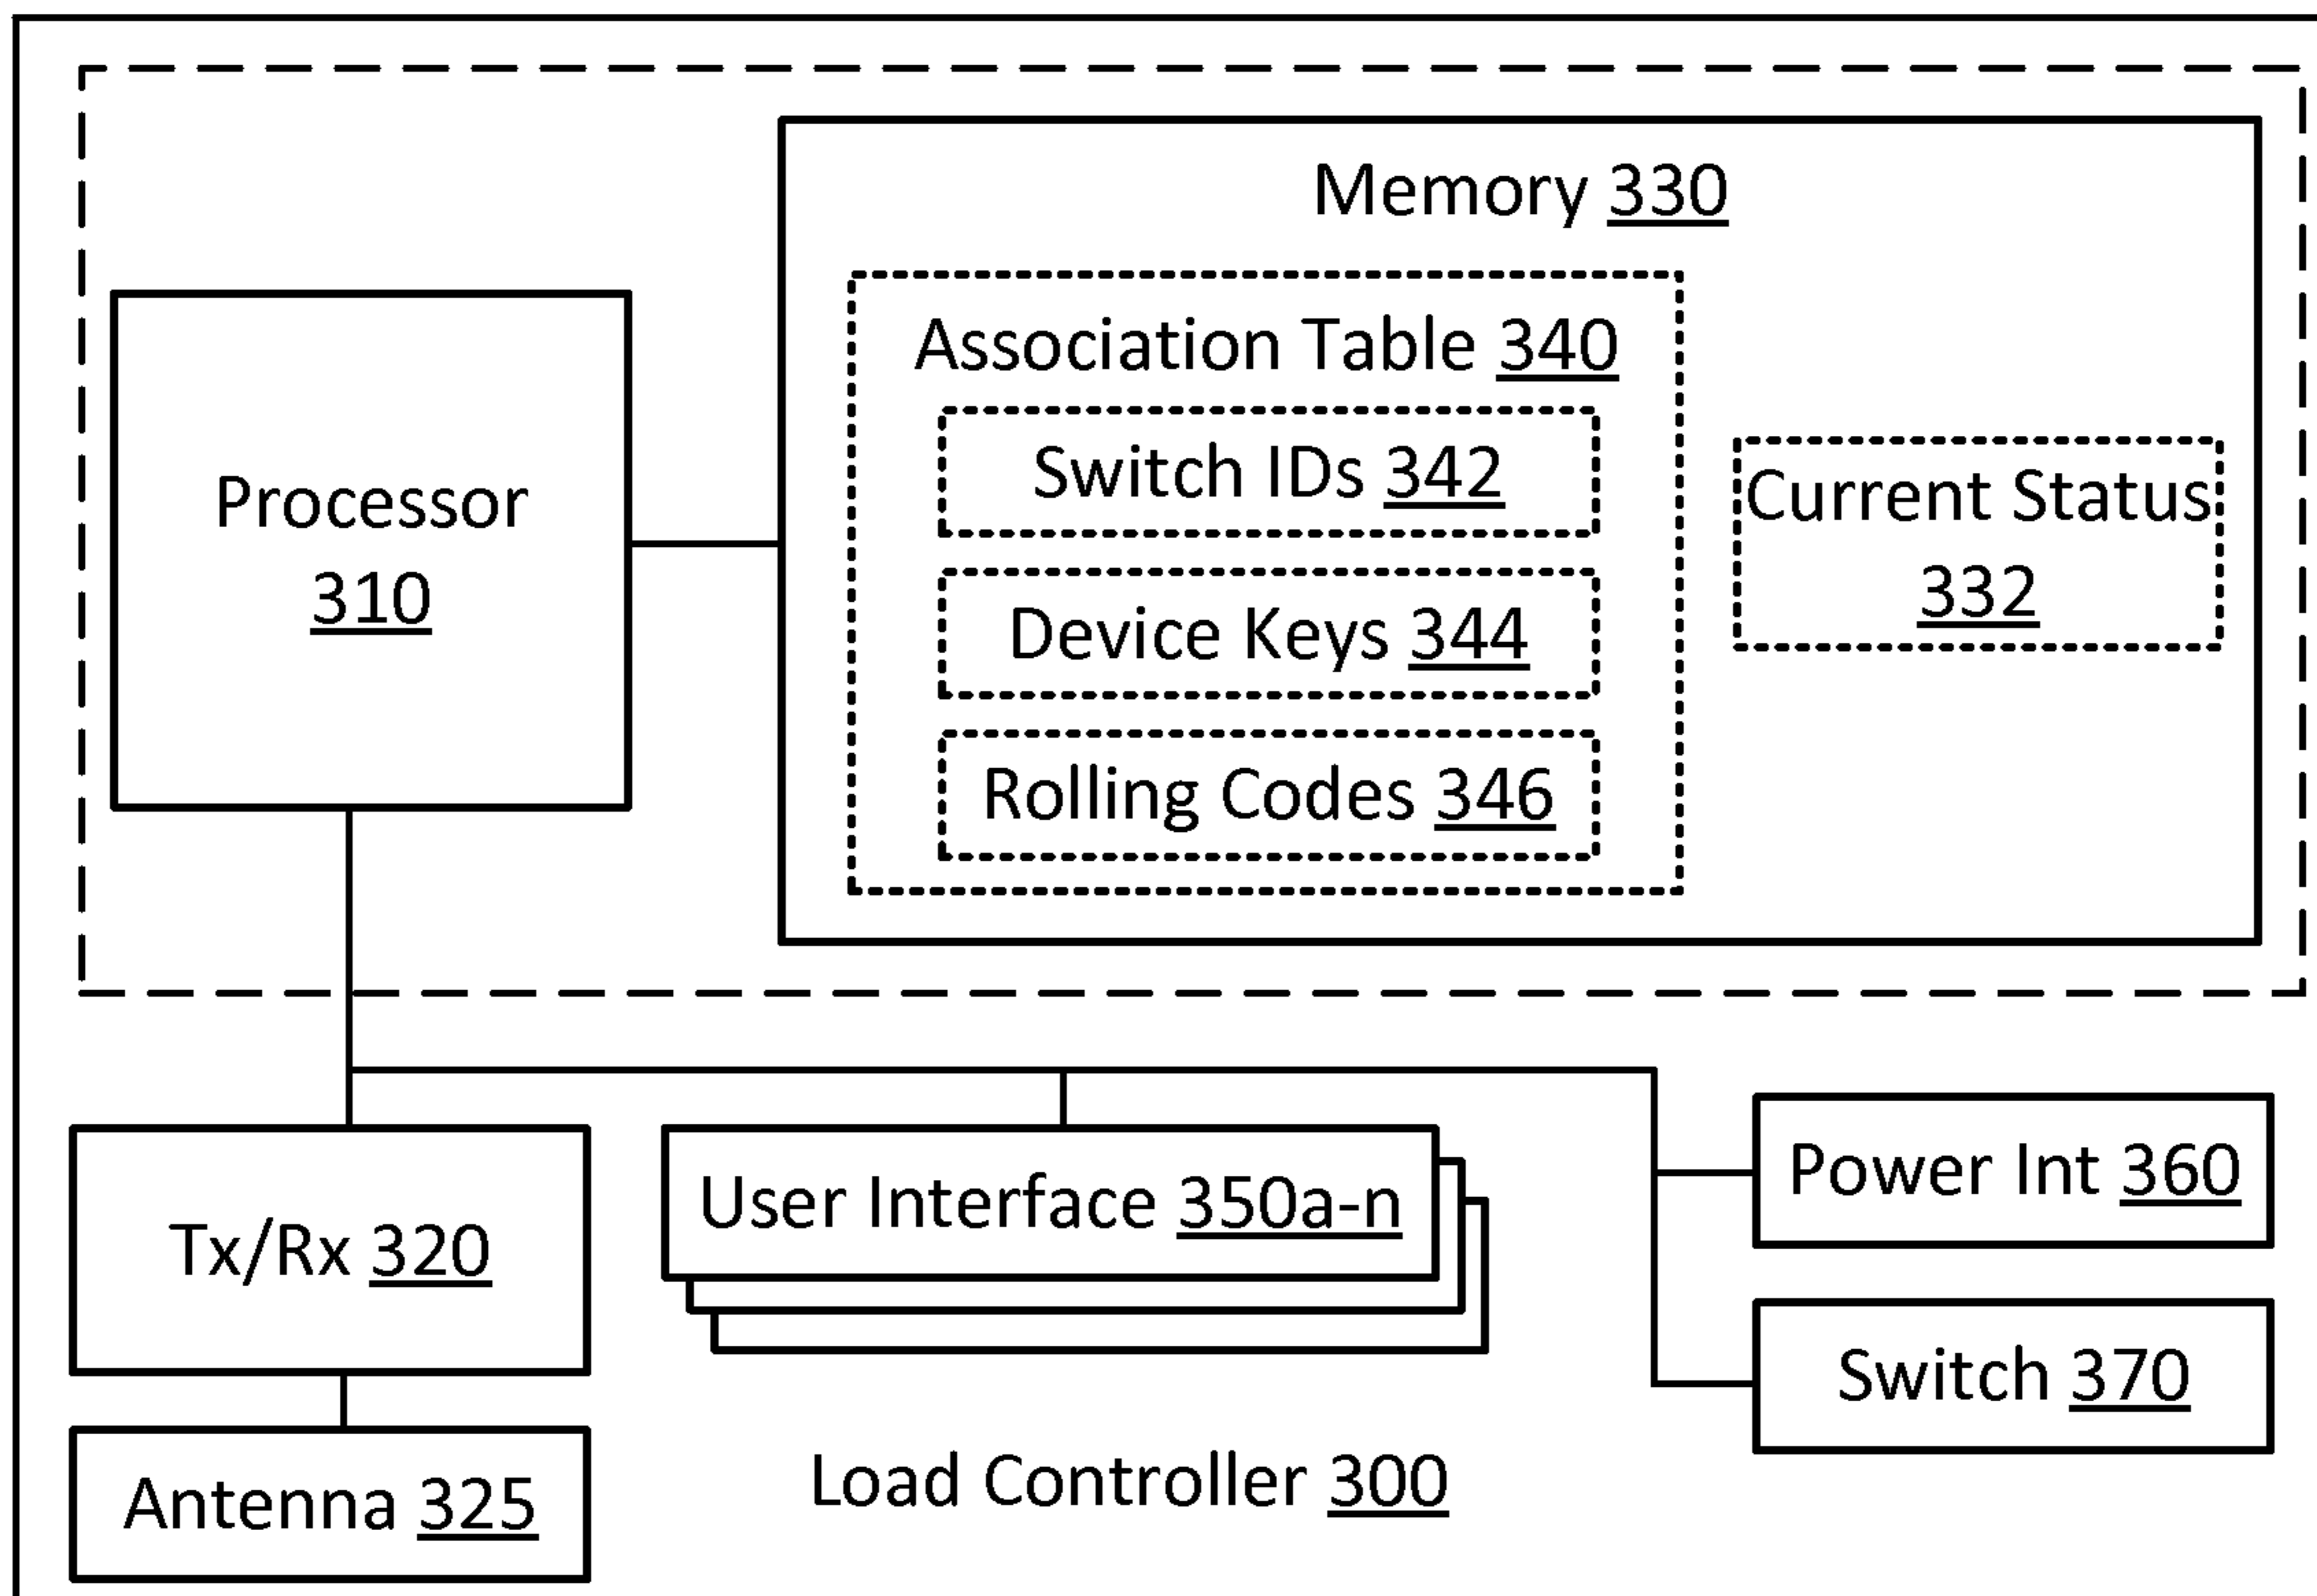 Memory 330
Association Table 340
Switch IDs 342
Device Keys 344
Rolling Codes 346
Current Status
332
Processor
310
Tx/Rx 320
Antenna 325
User Interface 350a-n
Power Int 360
Switch 370
Load Controller 300